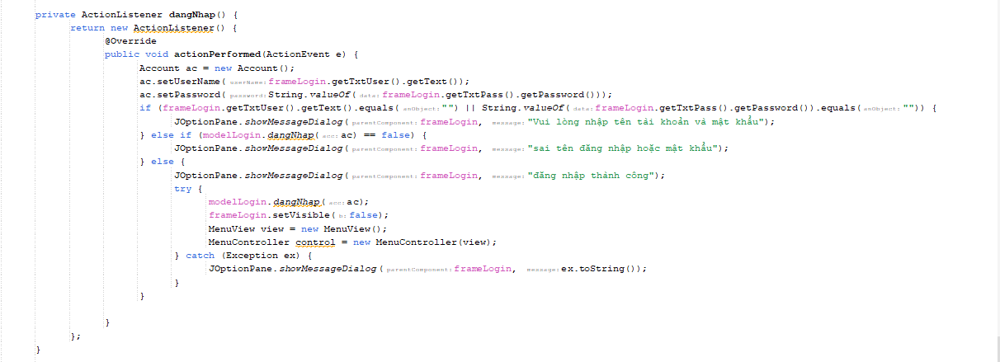 private ActionListener dangNhap() {
return new ActionListener() {
@Override
public void actionPerformed(ActionEvent e) {
Account ac = new Account();
ac.setUserName( userName: frameLogin.getTxtUser().getText());
ac.setPassword( password: String.valueOf( data: frameLogin.getTxtPass().getPassword()));
if (frameLogin.getTxtUser().getText().equals( anObject: "") || String.valueOf( data: frameLogin.getTxtPass().getPassword()).equals( anObject: "")) {
JOptionPane.showMessageDialog( parentComponent: frameLogin, message: "Vui lòng nhập tên tài khoản và mật khẩu");
} else if (modelLogin.dangNhap( acc: ac) == false) {
JOptionPane.showMessageDialog( parentComponent: frameLogin, message: "sai tên đăng nhập hoặc mật khẩu");
} else {
JOptionPane.showMessageDialog( parentComponent: frameLogin, message: "đăng nhập thành công");
try {
modelLogin.dangNhap( acc: ac);
frameLogin.setVisible( b: false);
MenuView view = new MenuView();
MenuController control = new MenuController(view);
} catch (Exception ex) {
JOptionPane.showMessageDialog( parentComponent: frameLogin, message: ex.toString());
}
}
}
};
}